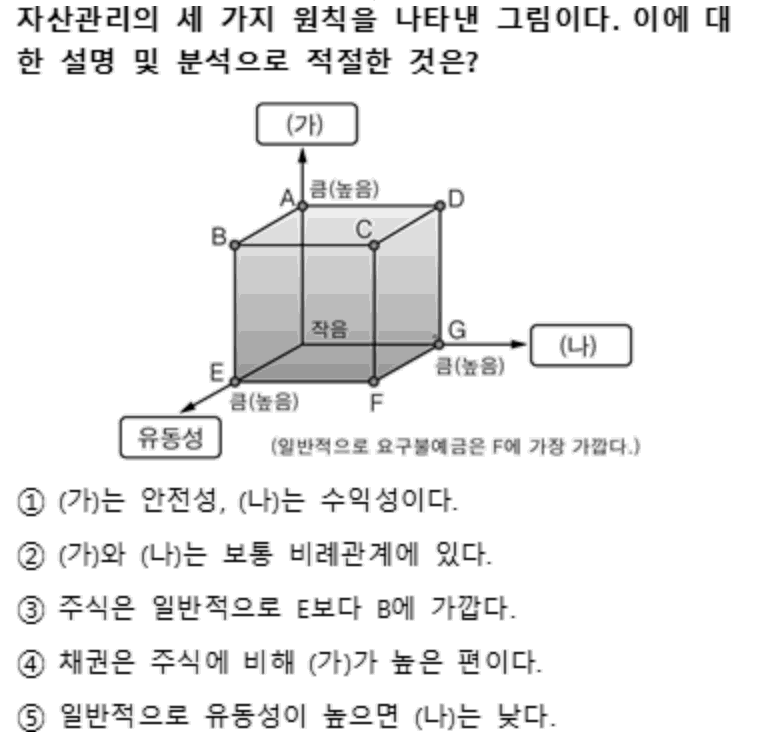 자산관리의 세 가지 원칙을 나타낸 그림이다. 이에 대
한 설명 및 분석으로 적절한 것은?
(가)
A 큼(높음) D
B C
작음 G
(나)
E 큼(높음)
큼(높음) F
유동성
(일반적으로 요구불예금은 F에 가장 가깝다.)
① (가)는 안전성, (나)는 수익성이다.
② (가)와 (나)는 보통 비례관계에 있다.
③ 주식은 일반적으로 E보다 B에 가깝다.
④ 채권은 주식에 비해 (가)가 높은 편이다.
⑤ 일반적으로 유동성이 높으면 (나)는 낮다.